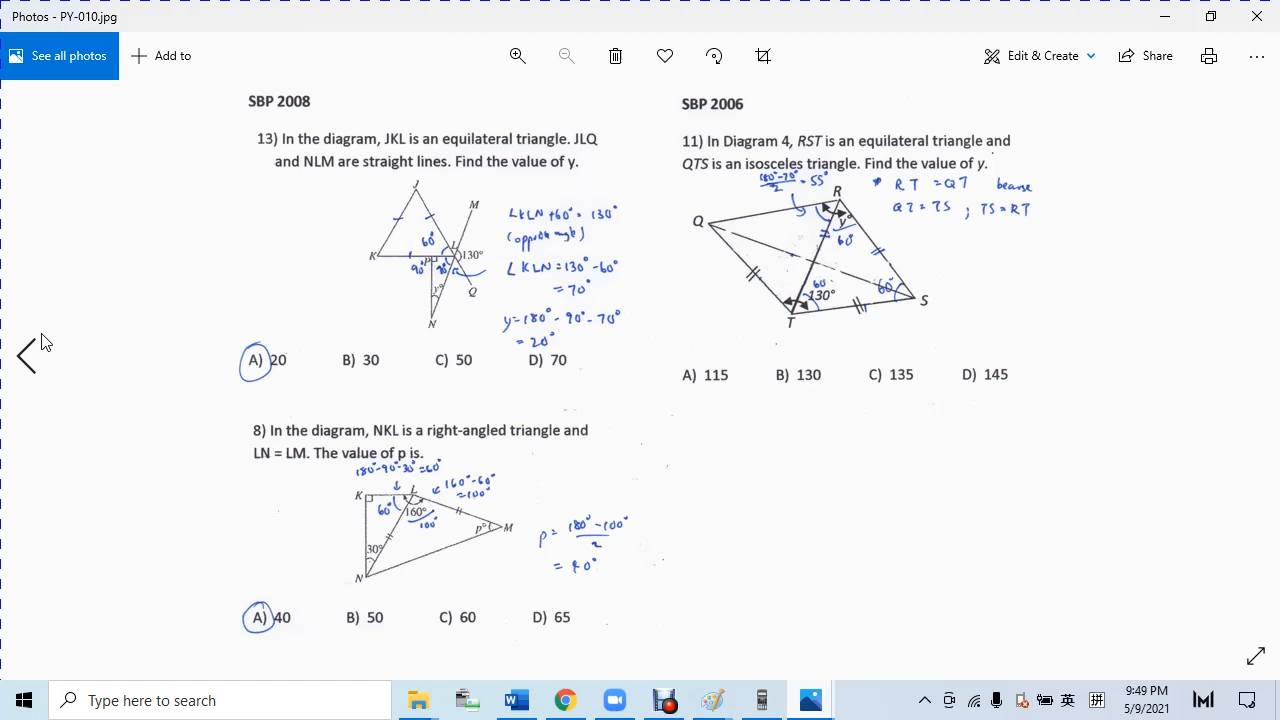 Photos - PY-010.jpg
See all photos
Add to
Edit & Create
Share
SBP 2008
13) In the diagram, JKL is an equilateral triangle. JLQ
and NLM are straight lines. Find the value of y.
J
M
K
L
P
130°
Q
N
60°
90°
y°
∠KLN + 60° = 130°
∠KLN = 130° - 60°
= 70°
y = 180° - 90° - 70°
= 20°
A) 20 B) 30 C) 50 D) 70
8) In the diagram, NKL is a right-angled triangle and
LN = LM. The value of p is.
180°-90°-30°=60°
160°-60°
=100°
K
L
60°
160°
100°
p°
M
30°
N
p = 180° - 100°
2
= 40°
A) 40 B) 50 C) 60 D) 65
SBP 2006
11) In Diagram 4, RST is an equilateral triangle and
QTS is an isosceles triangle. Find the value of y.
180°-70° = 55°
2
* RT = QT because
QT = TS ; TS = RT
R
Q
y°
60°
60°
130°
60°
S
T
A) 115 B) 130 C) 135 D) 145
Type here to search
英
拼
9:49 PM
5/9/2021